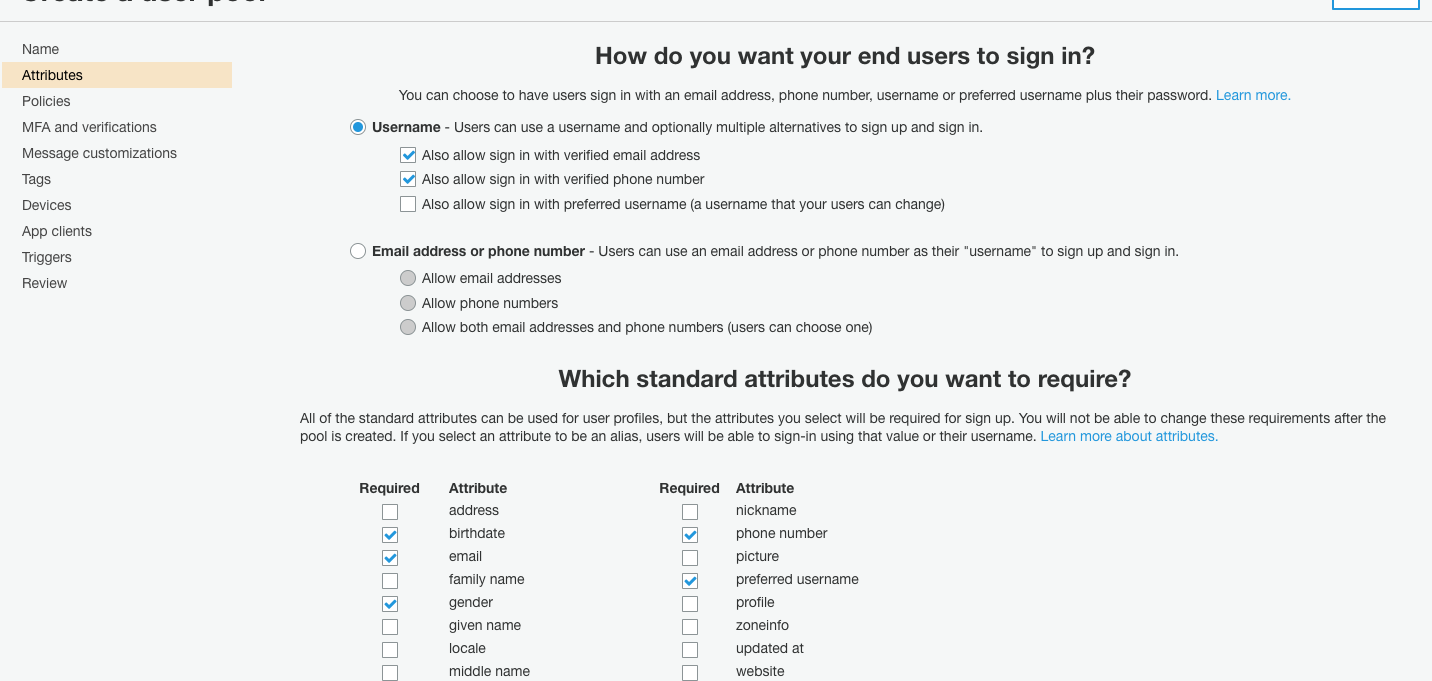 Create a user pool
Name
Attributes
Policies
MFA and verifications
Message customizations
Tags
Devices
App clients
Triggers
Review
How do you want your end users to sign in?
You can choose to have users sign in with an email address, phone number, username or preferred username plus their password. Learn more.
Username - Users can use a username and optionally multiple alternatives to sign up and sign in.
Also allow sign in with verified email address
Also allow sign in with verified phone number
Also allow sign in with preferred username (a username that your users can change)
Email address or phone number - Users can use an email address or phone number as their "username" to sign up and sign in.
Allow email addresses
Allow phone numbers
Allow both email addresses and phone numbers (users can choose one)
Which standard attributes do you want to require?
All of the standard attributes can be used for user profiles, but the attributes you select will be required for sign up. You will not be able to change these requirements after the
pool is created. If you select an attribute to be an alias, users will be able to sign-in using that value or their username. Learn more about attributes.
Required Attribute Required Attribute
address nickname
birthdate phone number
email picture
family name preferred username
gender profile
given name zoneinfo
locale updated at
middle name website